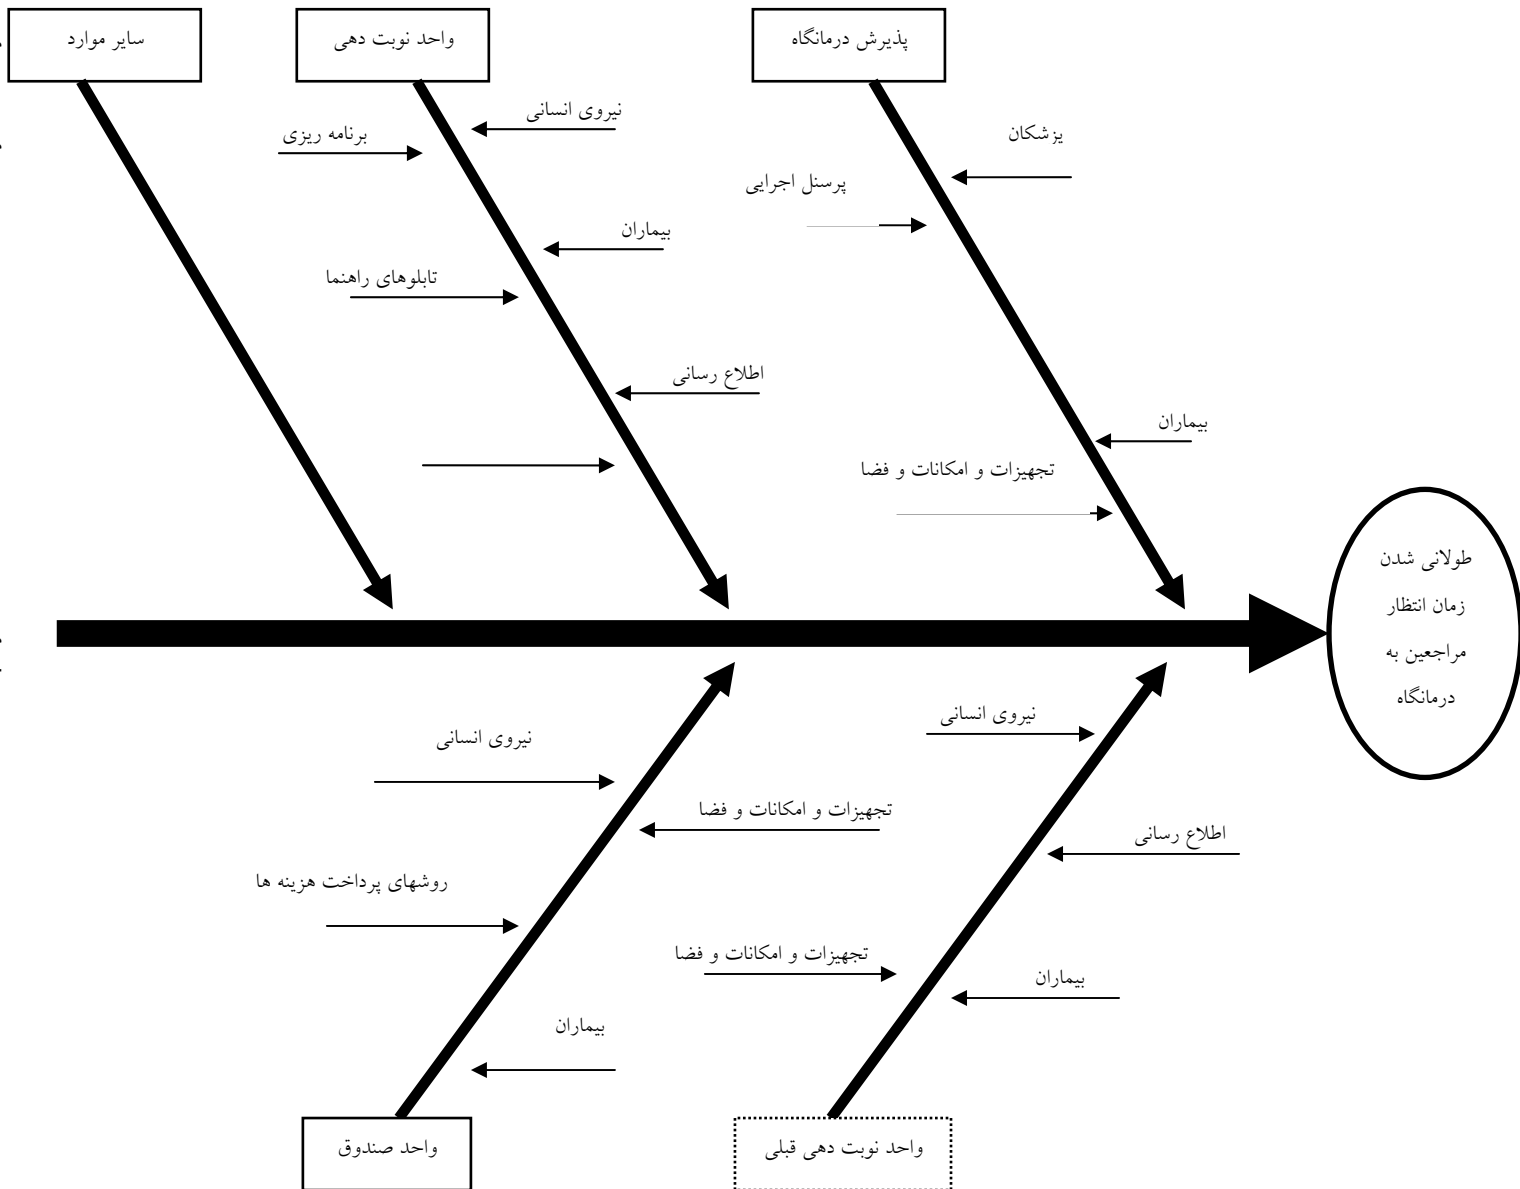 پذیرش درمانگاه
واحد نوبت دهی
سایر موارد
نیروی انسانی
برنامه ریزی
پزشکان
پرسنل اجرایی
بیماران
تابلوهای راهنما
اطلاع رسانی
بیماران
تجهیزات و امکانات و فضا
طولانی شدن
زمان انتظار
مراجعین به
درمانگاه
نیروی انسانی
نیروی انسانی
تجهیزات و امکانات و فضا
اطلاع رسانی
روشهای پرداخت هزینه ها
تجهیزات و امکانات و فضا
بیماران
بیماران
واحد نوبت دهی قبلی
واحد صندوق